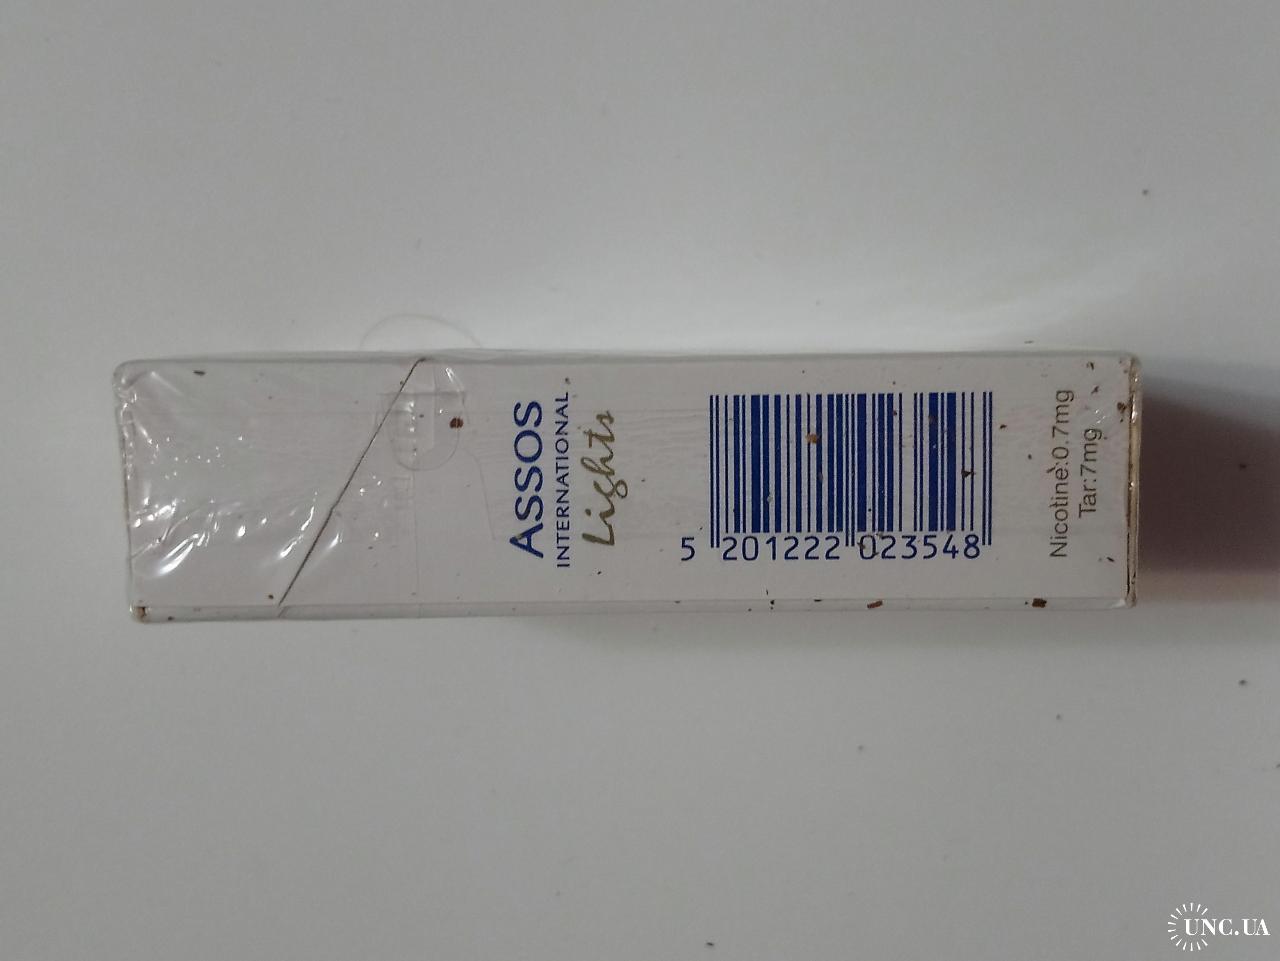 ASSOS
INTERNATIONAL
Lights
5 201222 023548
Nicotine:0.7mg
Tar:7mg
UNC.UA